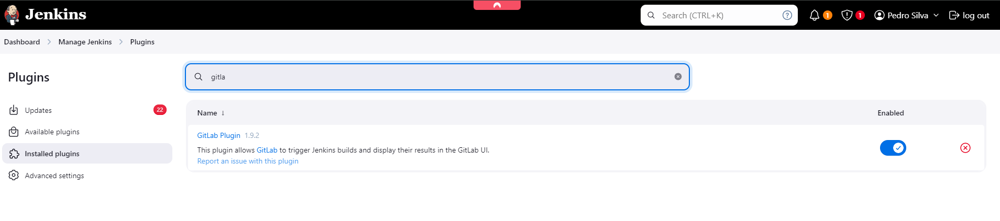 Jenkins
Search (CTRL+K)
?
1
1
Pedro Silva
log out
Dashboard
Manage Jenkins
Plugins
Plugins
Updates
22
Available plugins
Installed plugins
Advanced settings
gitla
Name ↓
Enabled
GitLab Plugin 1.9.2
This plugin allows GitLab to trigger Jenkins builds and display their results in the GitLab UI.
Report an issue with this plugin